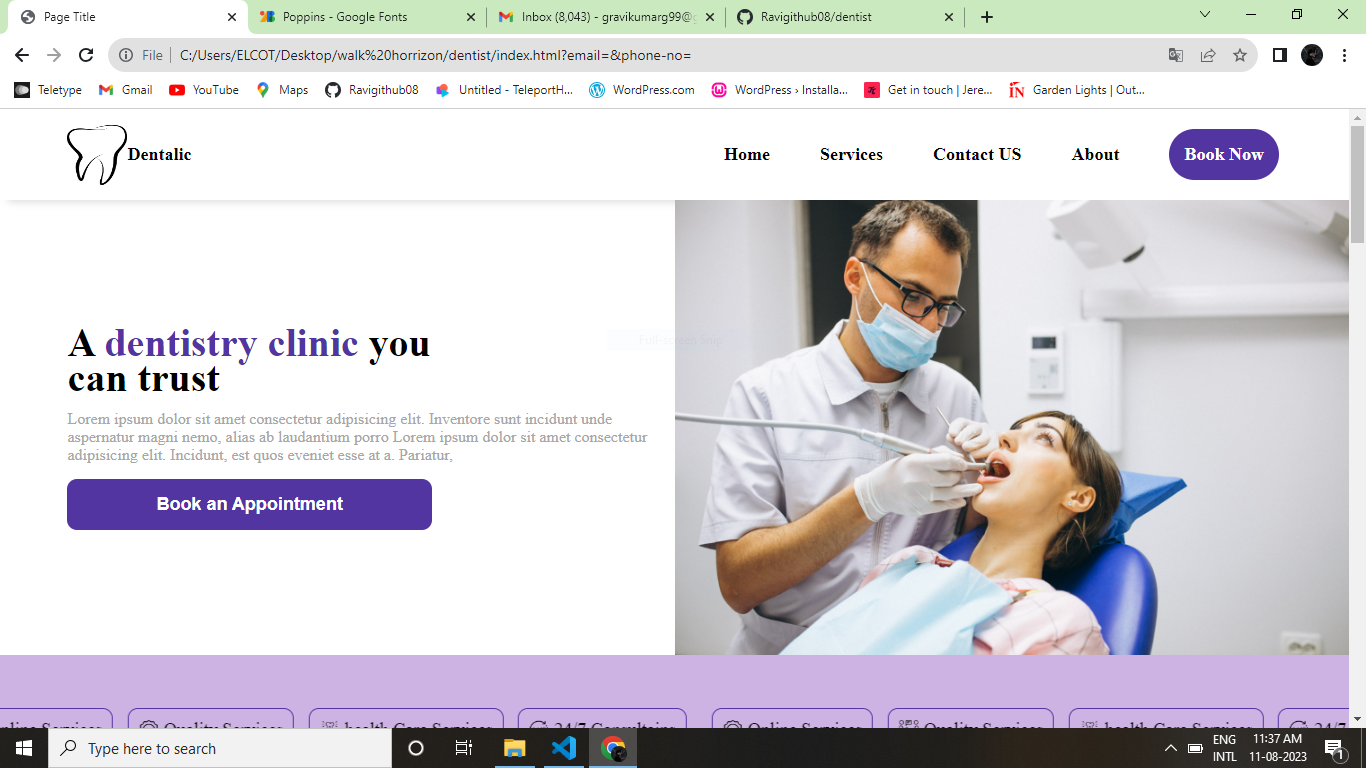 Page Title
Poppins - Google Fonts
Inbox (8,043) - gravikumarg99@g
Ravigithub08/dentist
File
C:/Users/ELCOT/Desktop/walk%20horrizon/dentist/index.html?email=&phone-no=
Teletype
Gmail
YouTube
Maps
Ravigithub08
Untitled - TeleportH...
WordPress.com
WordPress › Installa...
Get in touch | Jere...
Garden Lights | Out...
Dentalic
Home
Services
Contact US
About
Book Now
Full-screen Snip
A dentistry clinic you
can trust
Lorem ipsum dolor sit amet consectetur adipisicing elit. Inventore sunt incidunt unde
aspernatur magni nemo, alias ab laudantium porro Lorem ipsum dolor sit amet consectetur
adipisicing elit. Incidunt, est quos eveniet esse at a. Pariatur,
Book an Appointment
nline Services
Quality Services
health Care Services
24/7 Consultaing
Online Services
Quality Services
health Care Services
24/7
Type here to search
ENG
INTL
11:37 AM
11-08-2023
1